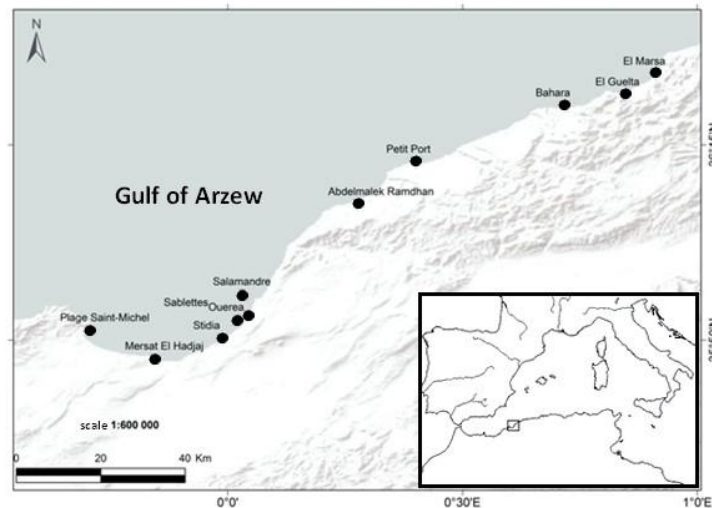 N
El Marsa
El Guelta
Bahara
Petit Port
Gulf of Arzew
Abdelmalek Ramdhan
Salamandre
Sablettes
Ouerea
Plage Saint-Michel
Stidia
Mersat El Hadjaj
scale 1:600 000
0 20 40 Km
0°0' 0°30'E 1°0'E